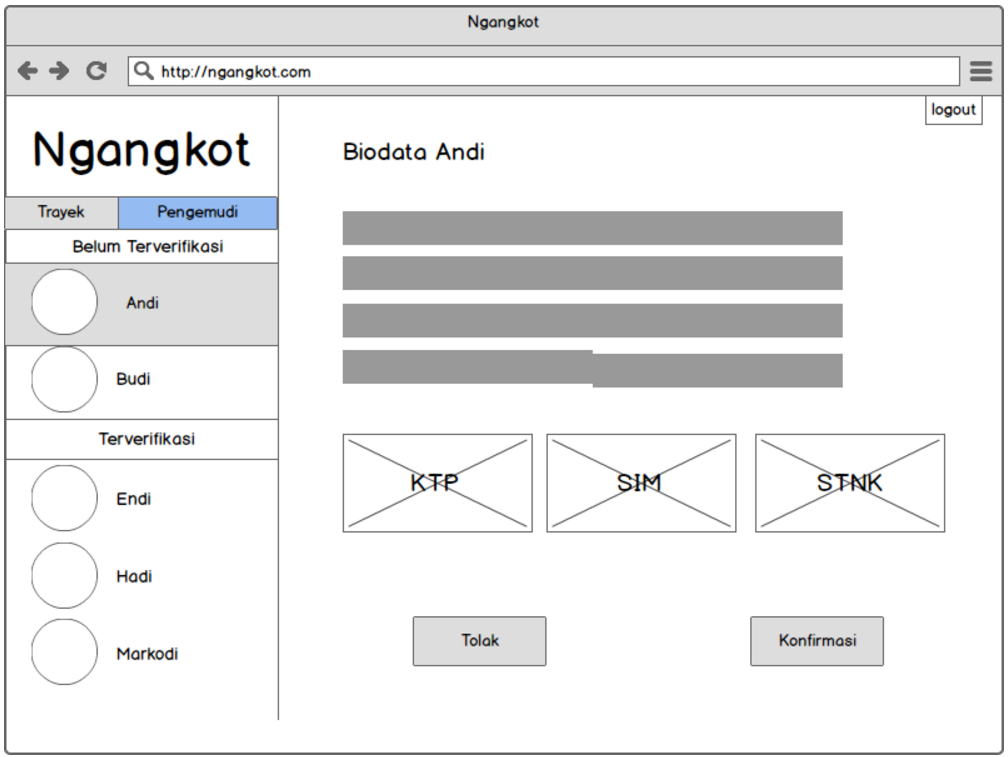 Ngangkot
http://ngangkot.com
logout
Ngangkot
Trayek
Pengemudi
Belum Terverifikasi
Andi
Budi
Terverifikasi
Endi
Hadi
Markodi
Biodata Andi
KTP
SIM
STNK
Tolak
Konfirmasi